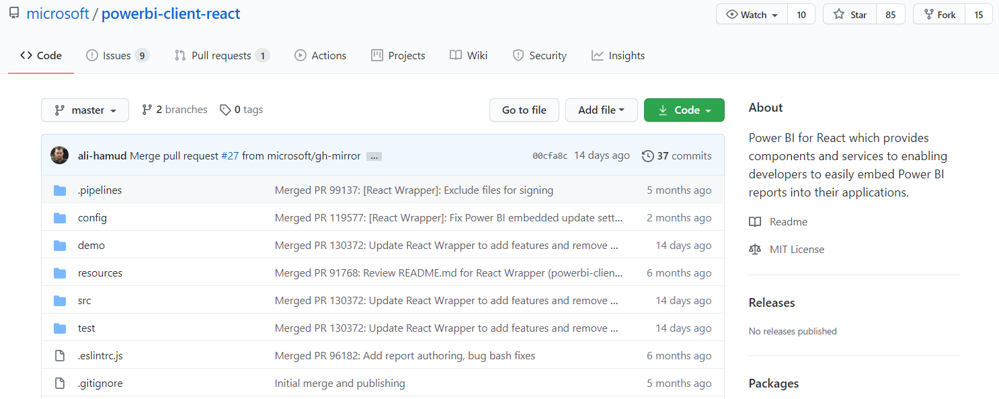 microsoft / powerbi-client-react
Watch 10 Star 85 Fork 15
Code Issues 9 Pull requests 1 Actions Projects Wiki Security Insights
master 2 branches 0 tags Go to file Add file Code
ali-hamud Merge pull request #27 from microsoft/gh-mirror ... 00cfa8c 14 days ago 37 commits
.pipelines Merged PR 99137: [React Wrapper]: Exclude files for signing 5 months ago
config Merged PR 119577: [React Wrapper]: Fix Power BI embedded update sett... 2 months ago
demo Merged PR 130372: Update React Wrapper to add features and remove ... 14 days ago
resources Merged PR 91768: Review README.md for React Wrapper (powerbi-clien... 6 months ago
src Merged PR 130372: Update React Wrapper to add features and remove ... 14 days ago
test Merged PR 130372: Update React Wrapper to add features and remove ... 14 days ago
.eslintrc.js Merged PR 96182: Add report authoring, bug bash fixes 6 months ago
.gitignore Initial merge and publishing 5 months ago
About
Power BI for React which provides
components and services to enabling
developers to easily embed Power BI
reports into their applications.
Readme
MIT License
Releases
No releases published
Packages